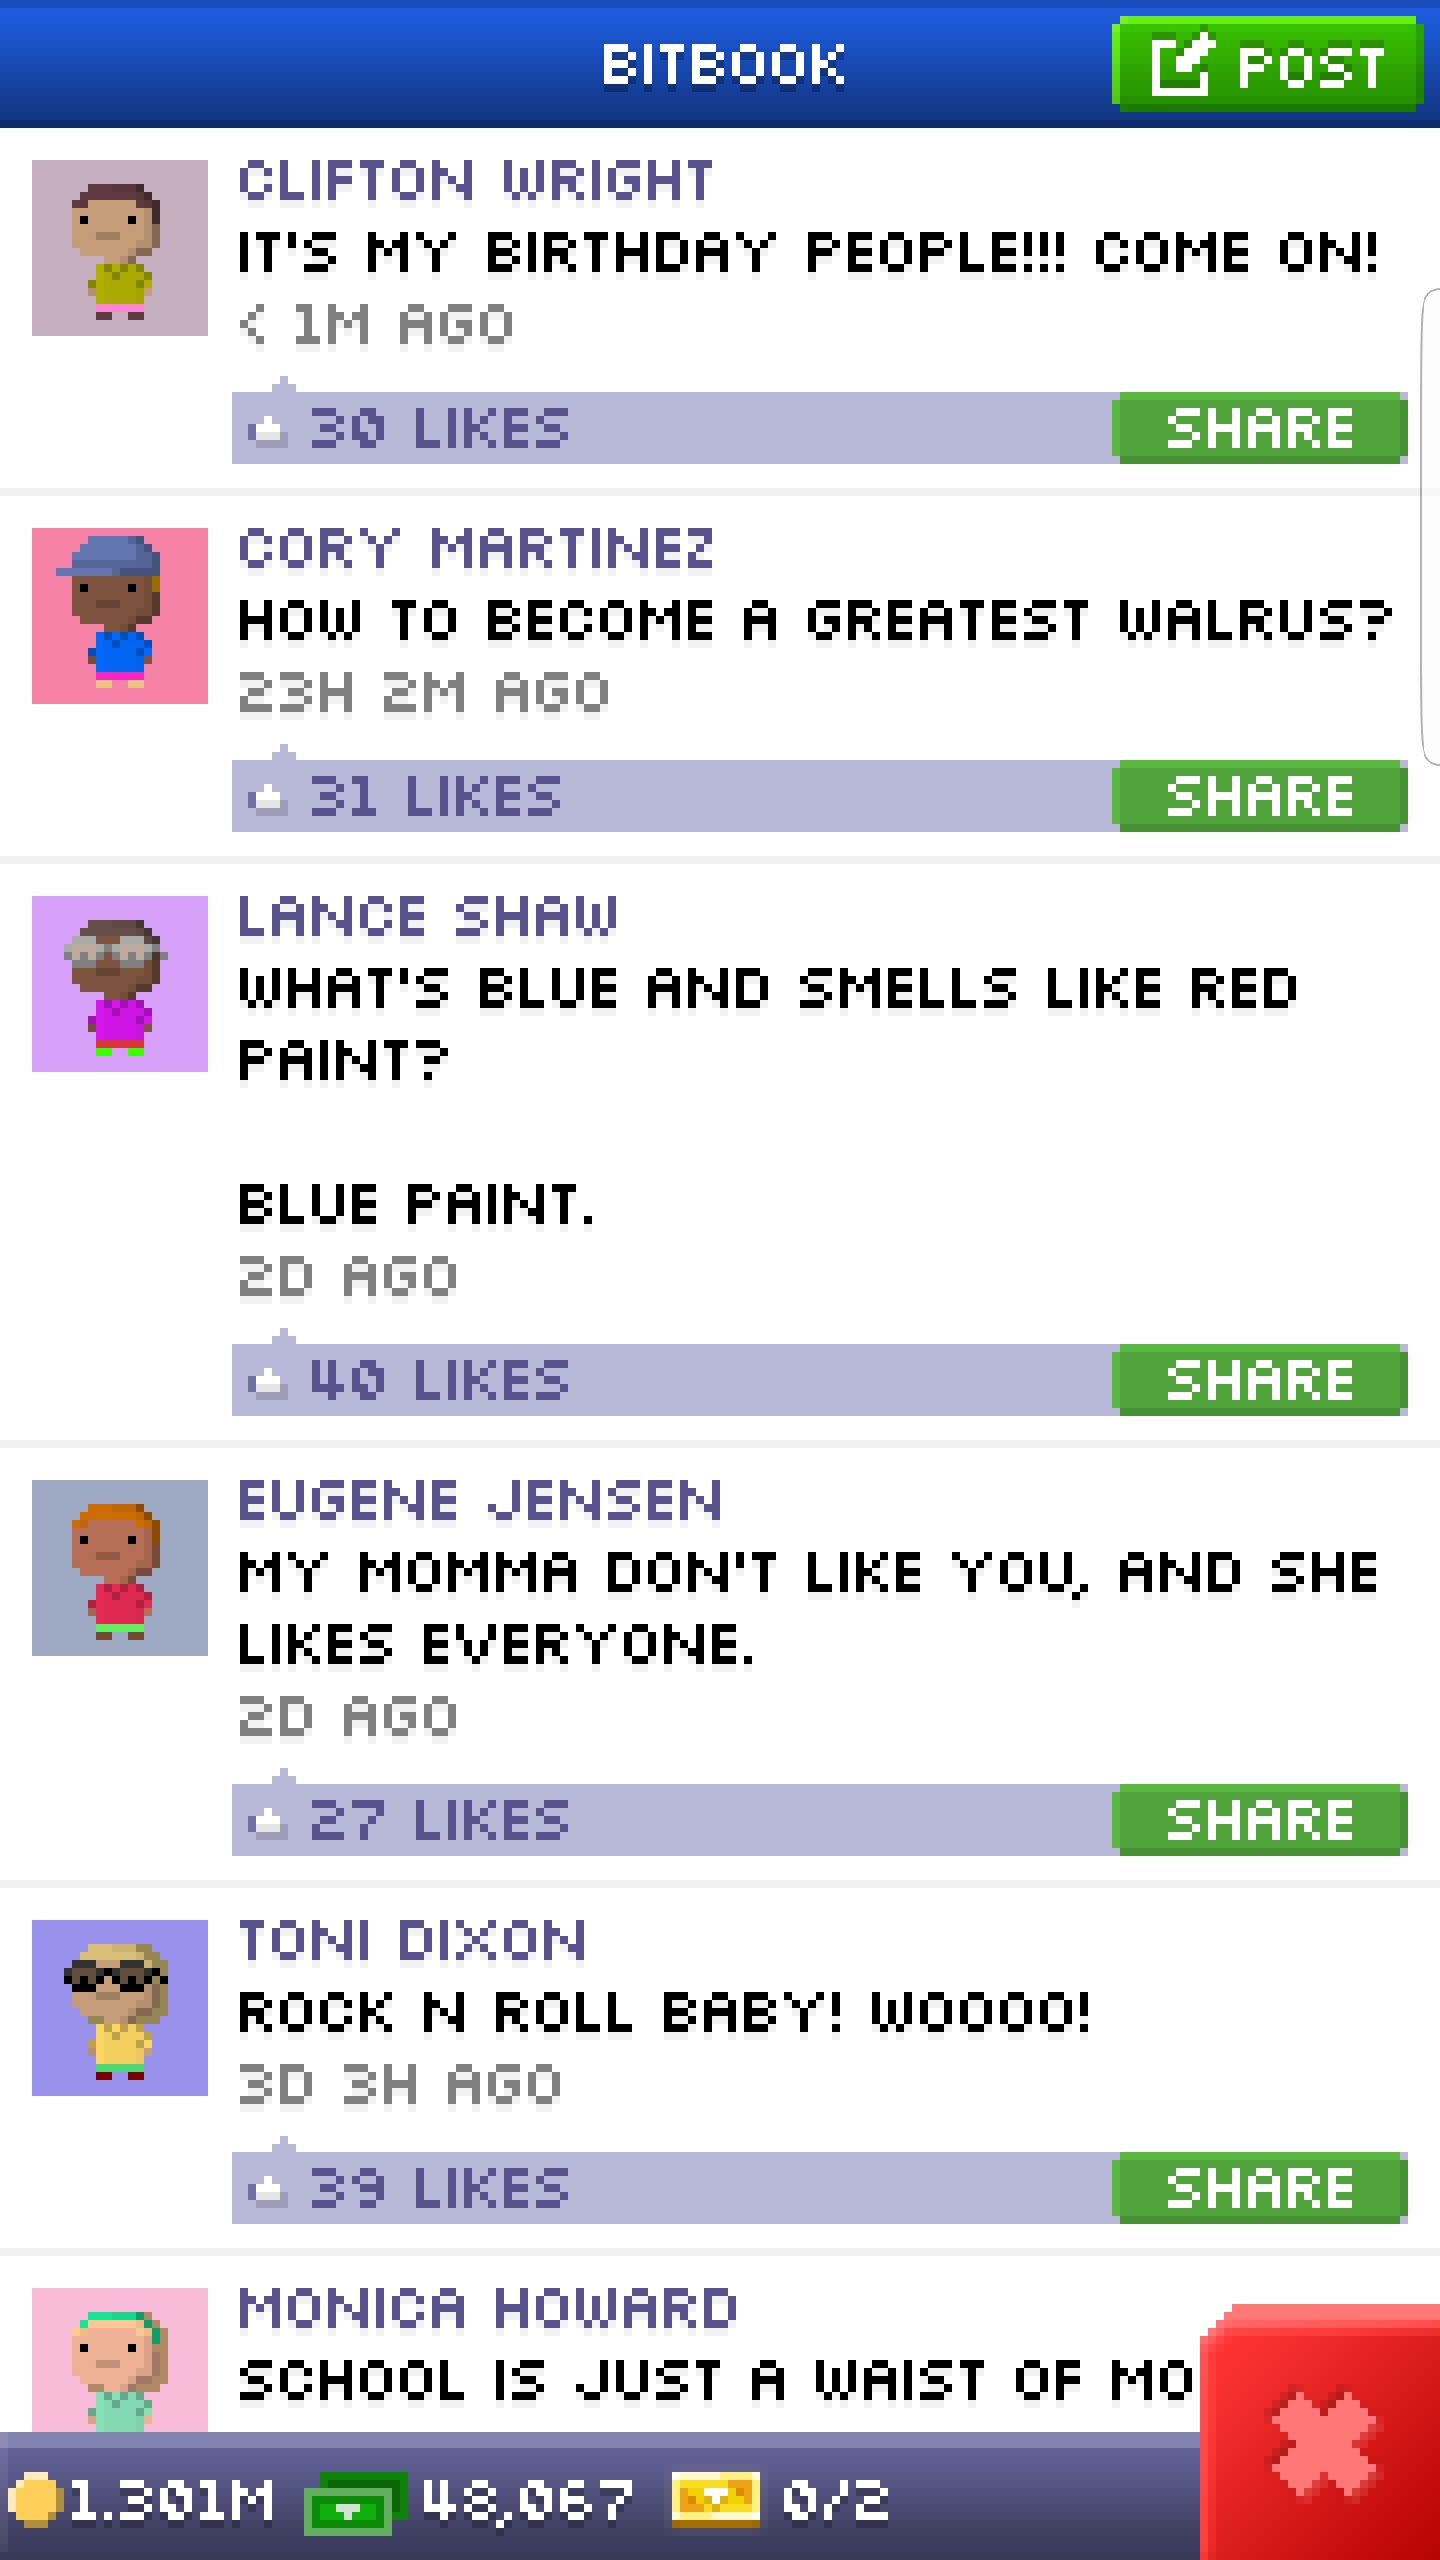 BITBOOK
POST
CLIFTON WRIGHT
IT'S MY BIRTHDAY PEOPLE!!! COME ON!
< 1M AGO
30 LIKES
SHARE
CORY MARTINEZ
HOW TO BECOME A GREATEST WALRUS?
23H 2M AGO
31 LIKES
SHARE
LANCE SHAW
WHAT'S BLUE AND SMELLS LIKE RED
PAINT?
BLUE PAINT.
2D AGO
40 LIKES
SHARE
EUGENE JENSEN
MY MOMMA DON'T LIKE YOU, AND SHE
LIKES EVERYONE.
2D AGO
27 LIKES
SHARE
TONI DIXON
ROCK N ROLL BABY! WOOOO!
3D 3H AGO
39 LIKES
SHARE
MONICA HOWARD
SCHOOL IS JUST A WAIST OF MO
1.301M 48,067 0/2